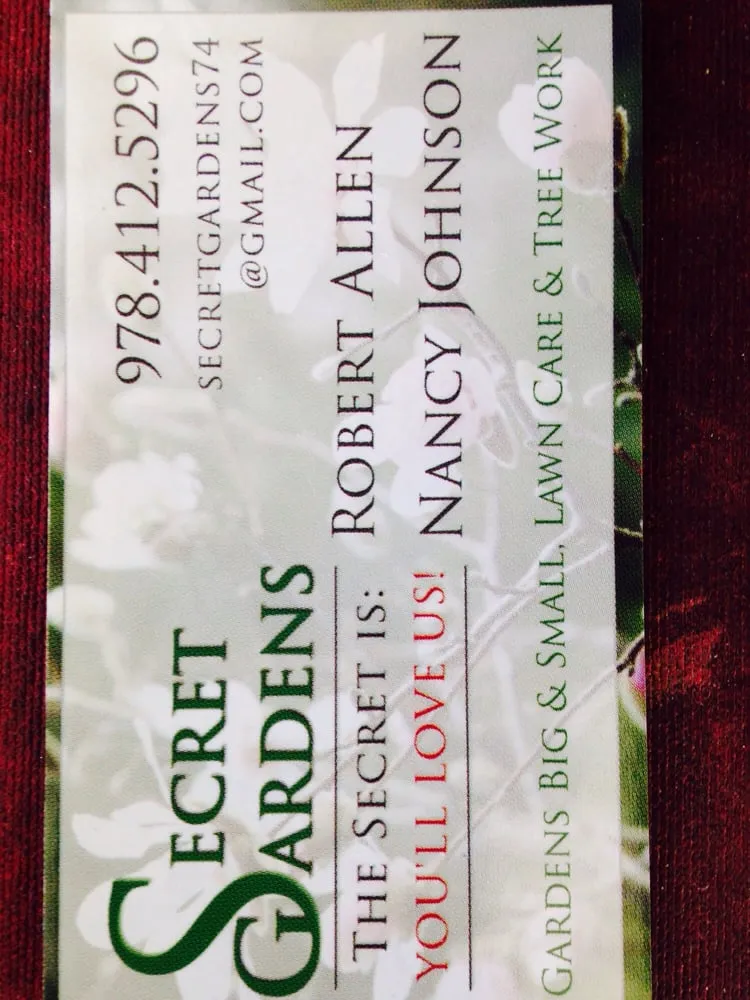 SECRET
GARDENS
978.412.5296
SECRETGARDENS74
@GMAIL.COM
THE SECRET IS:
YOU'LL LOVE US!
ROBERT ALLEN
NANCY JOHNSON
GARDENS BIG & SMALL, LAWN CARE & TREE WORK